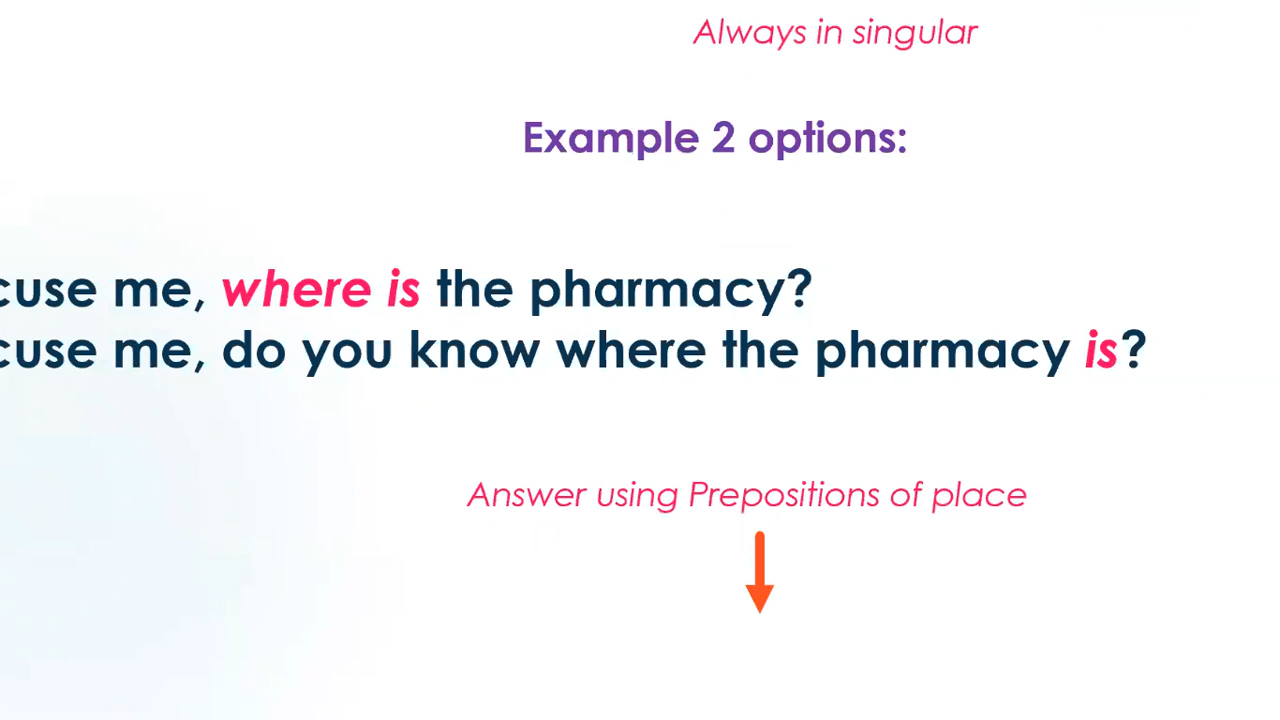 Always in singular
Example 2 options:
cuse me, where is the pharmacy?
cuse me, do you know where the pharmacy is?
Answer using Prepositions of place